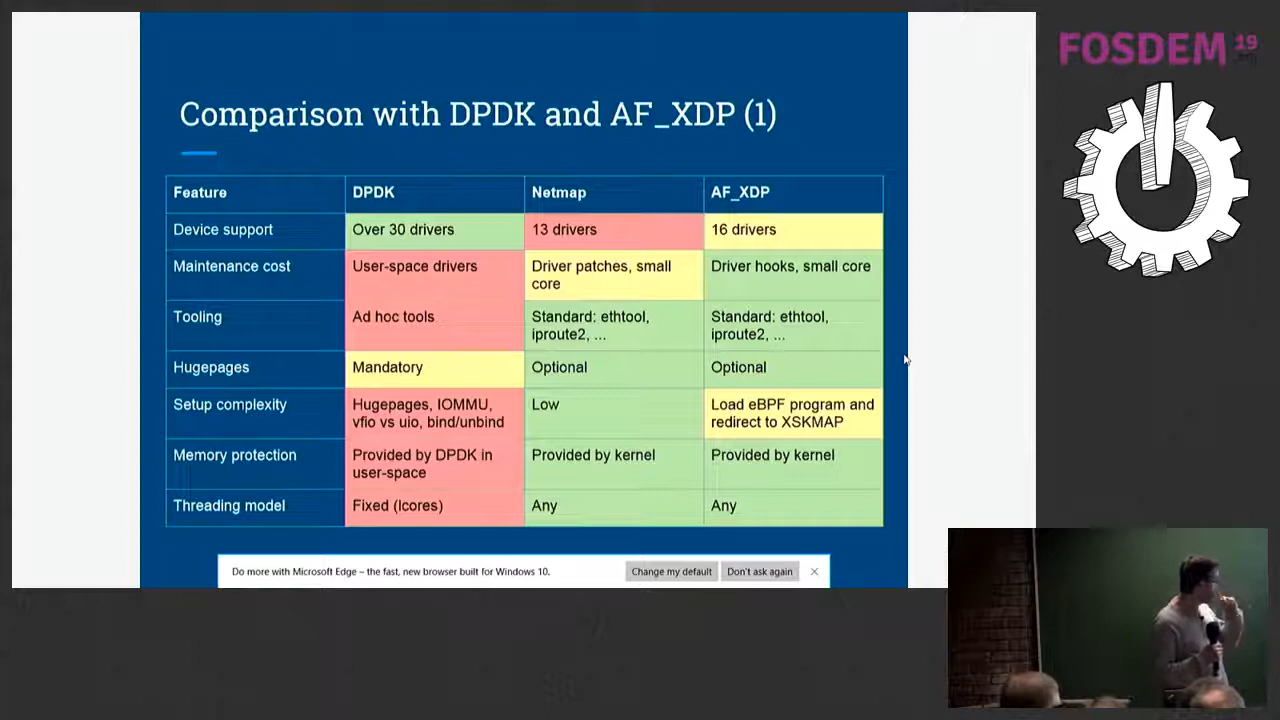 FOSDEM 19
.org
Comparison with DPDK and AF_XDP (1)
Feature DPDK Netmap AF_XDP
Device support Over 30 drivers 13 drivers 16 drivers
Maintenance cost User-space drivers Driver patches, small core Driver hooks, small core
Tooling Ad hoc tools Standard: ethtool, iproute2, ... Standard: ethtool, iproute2, ...
Hugepages Mandatory Optional Optional
Setup complexity Hugepages, IOMMU, vfio vs uio, bind/unbind Low Load eBPF program and redirect to XSKMAP
Memory protection Provided by DPDK in user-space Provided by kernel Provided by kernel
Threading model Fixed (lcores) Any Any
Do more with Microsoft Edge – the fast, new browser built for Windows 10. Change my default Don't ask again